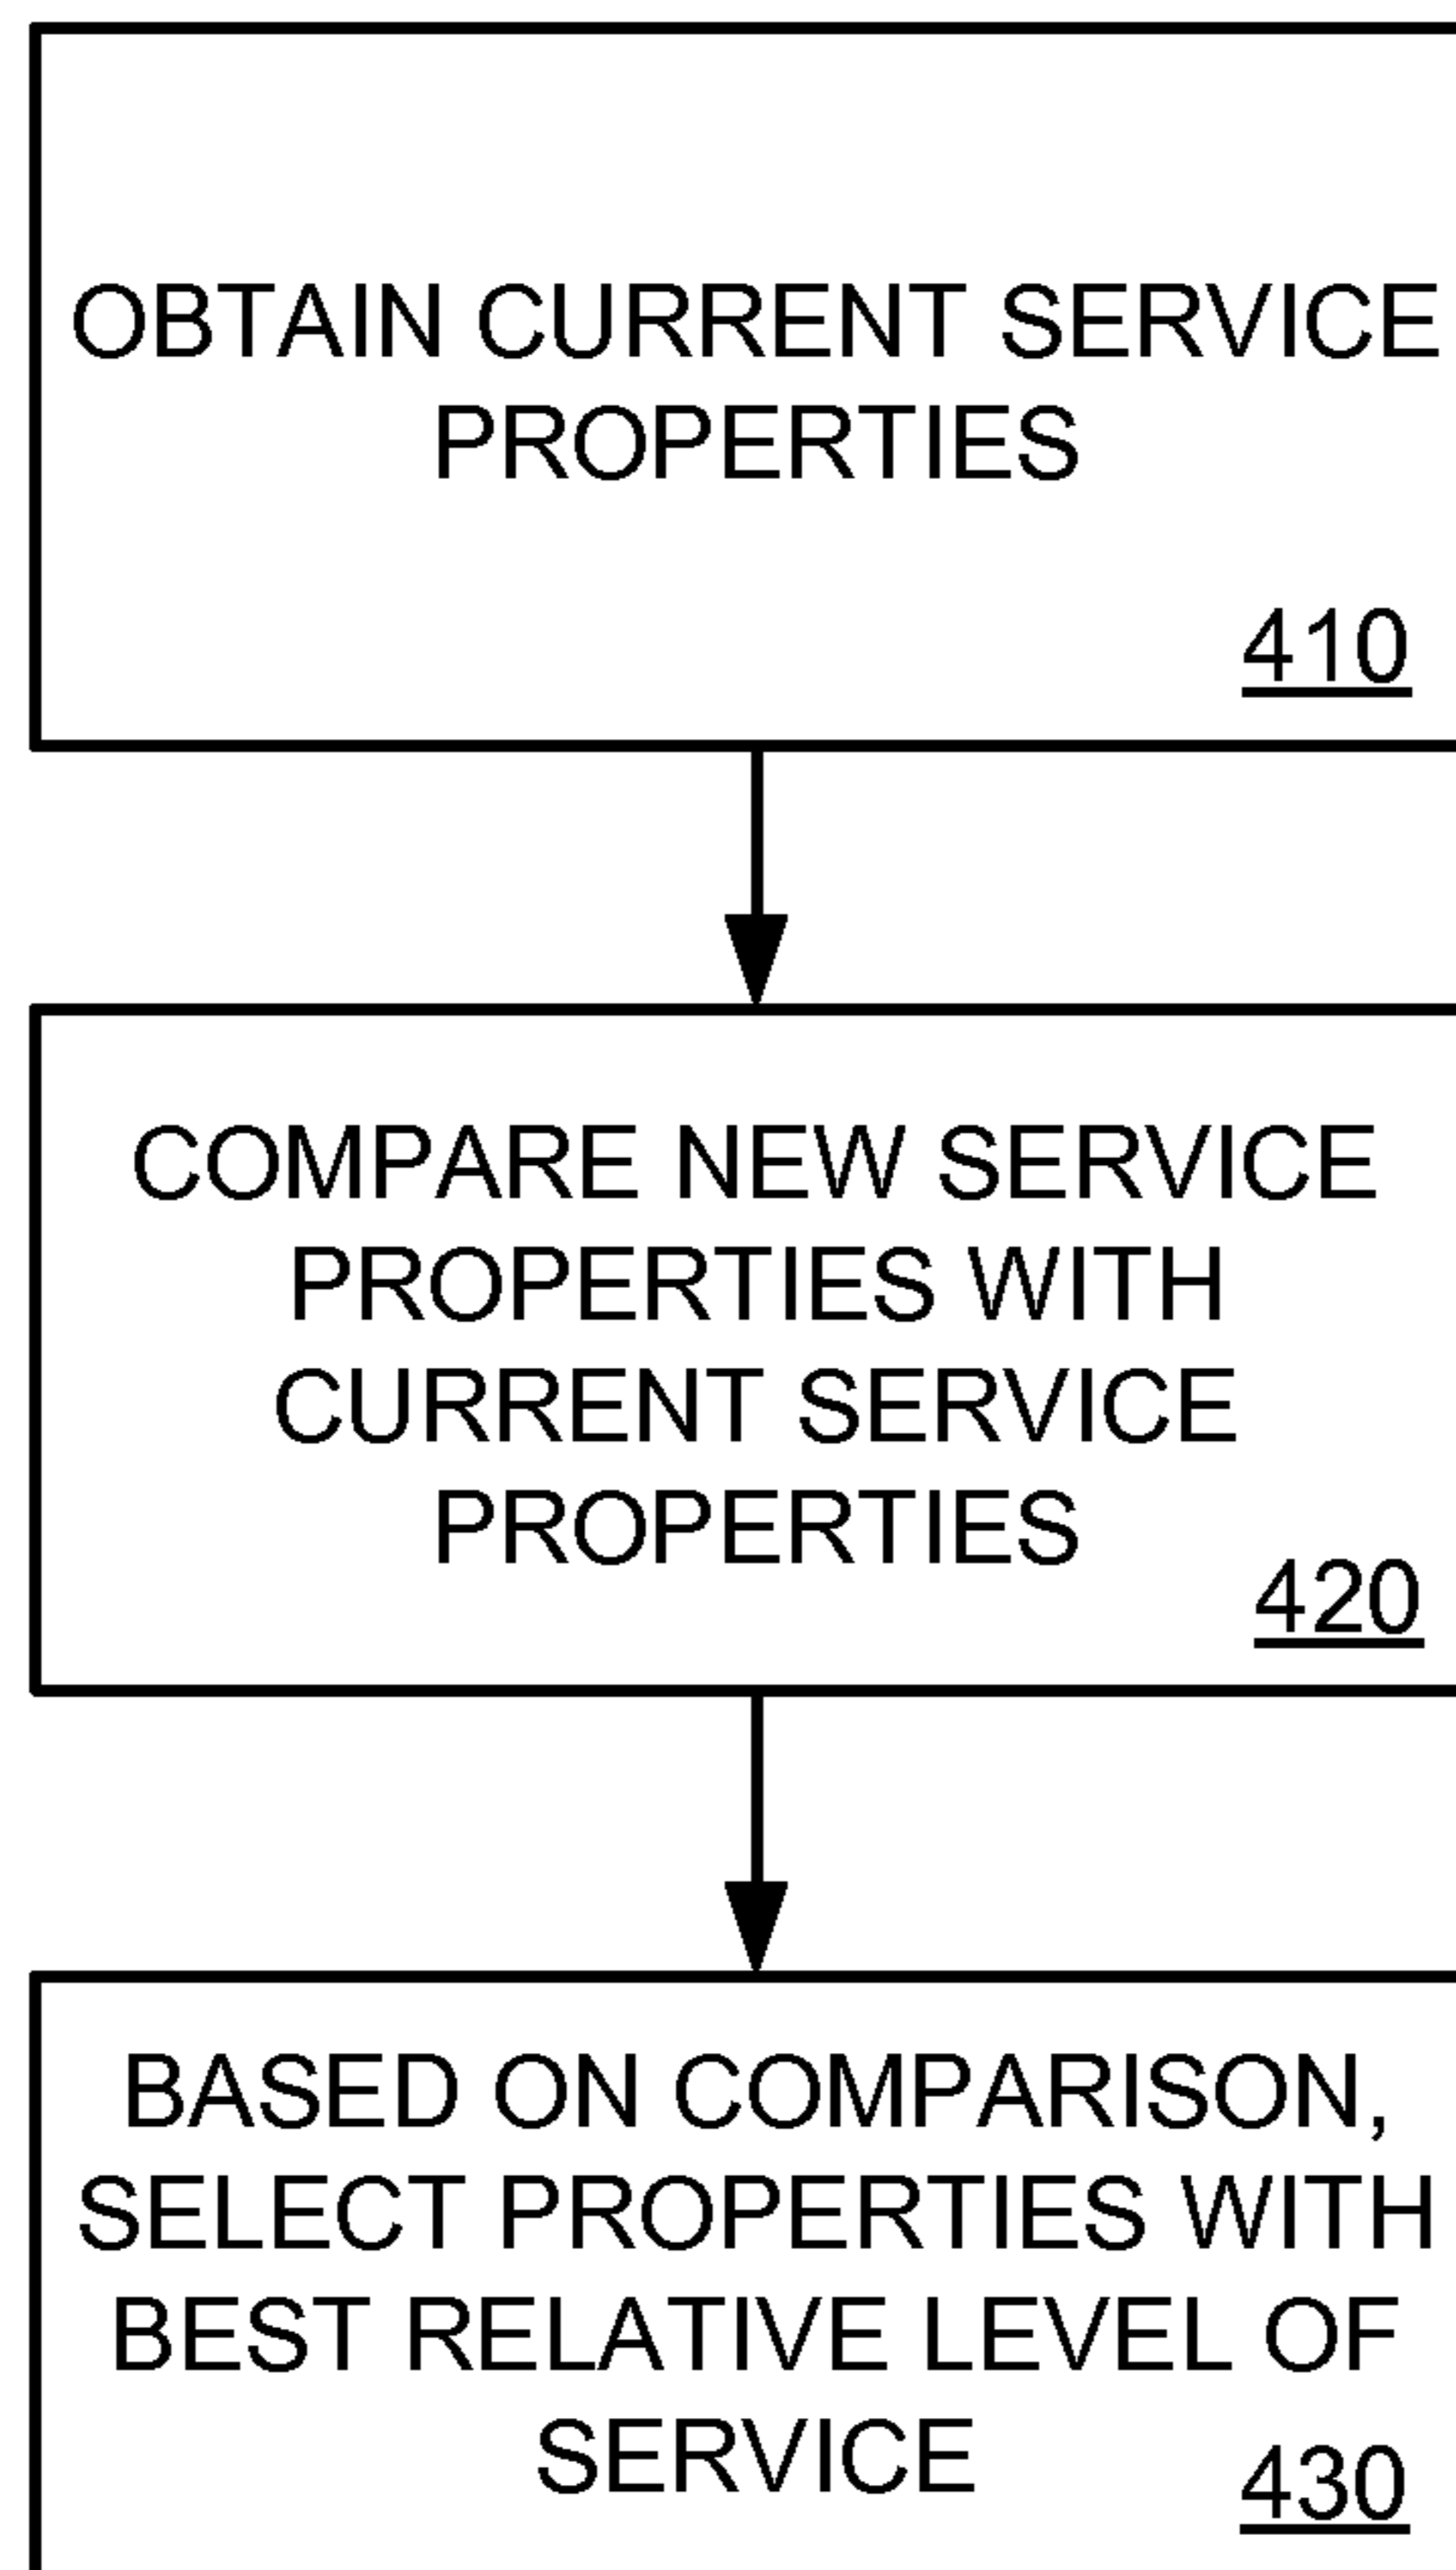 OBTAIN CURRENT SERVICE
PROPERTIES
410
COMPARE NEW SERVICE
PROPERTIES WITH
CURRENT SERVICE
PROPERTIES
420
BASED ON COMPARISON,
SELECT PROPERTIES WITH
BEST RELATIVE LEVEL OF
SERVICE
430